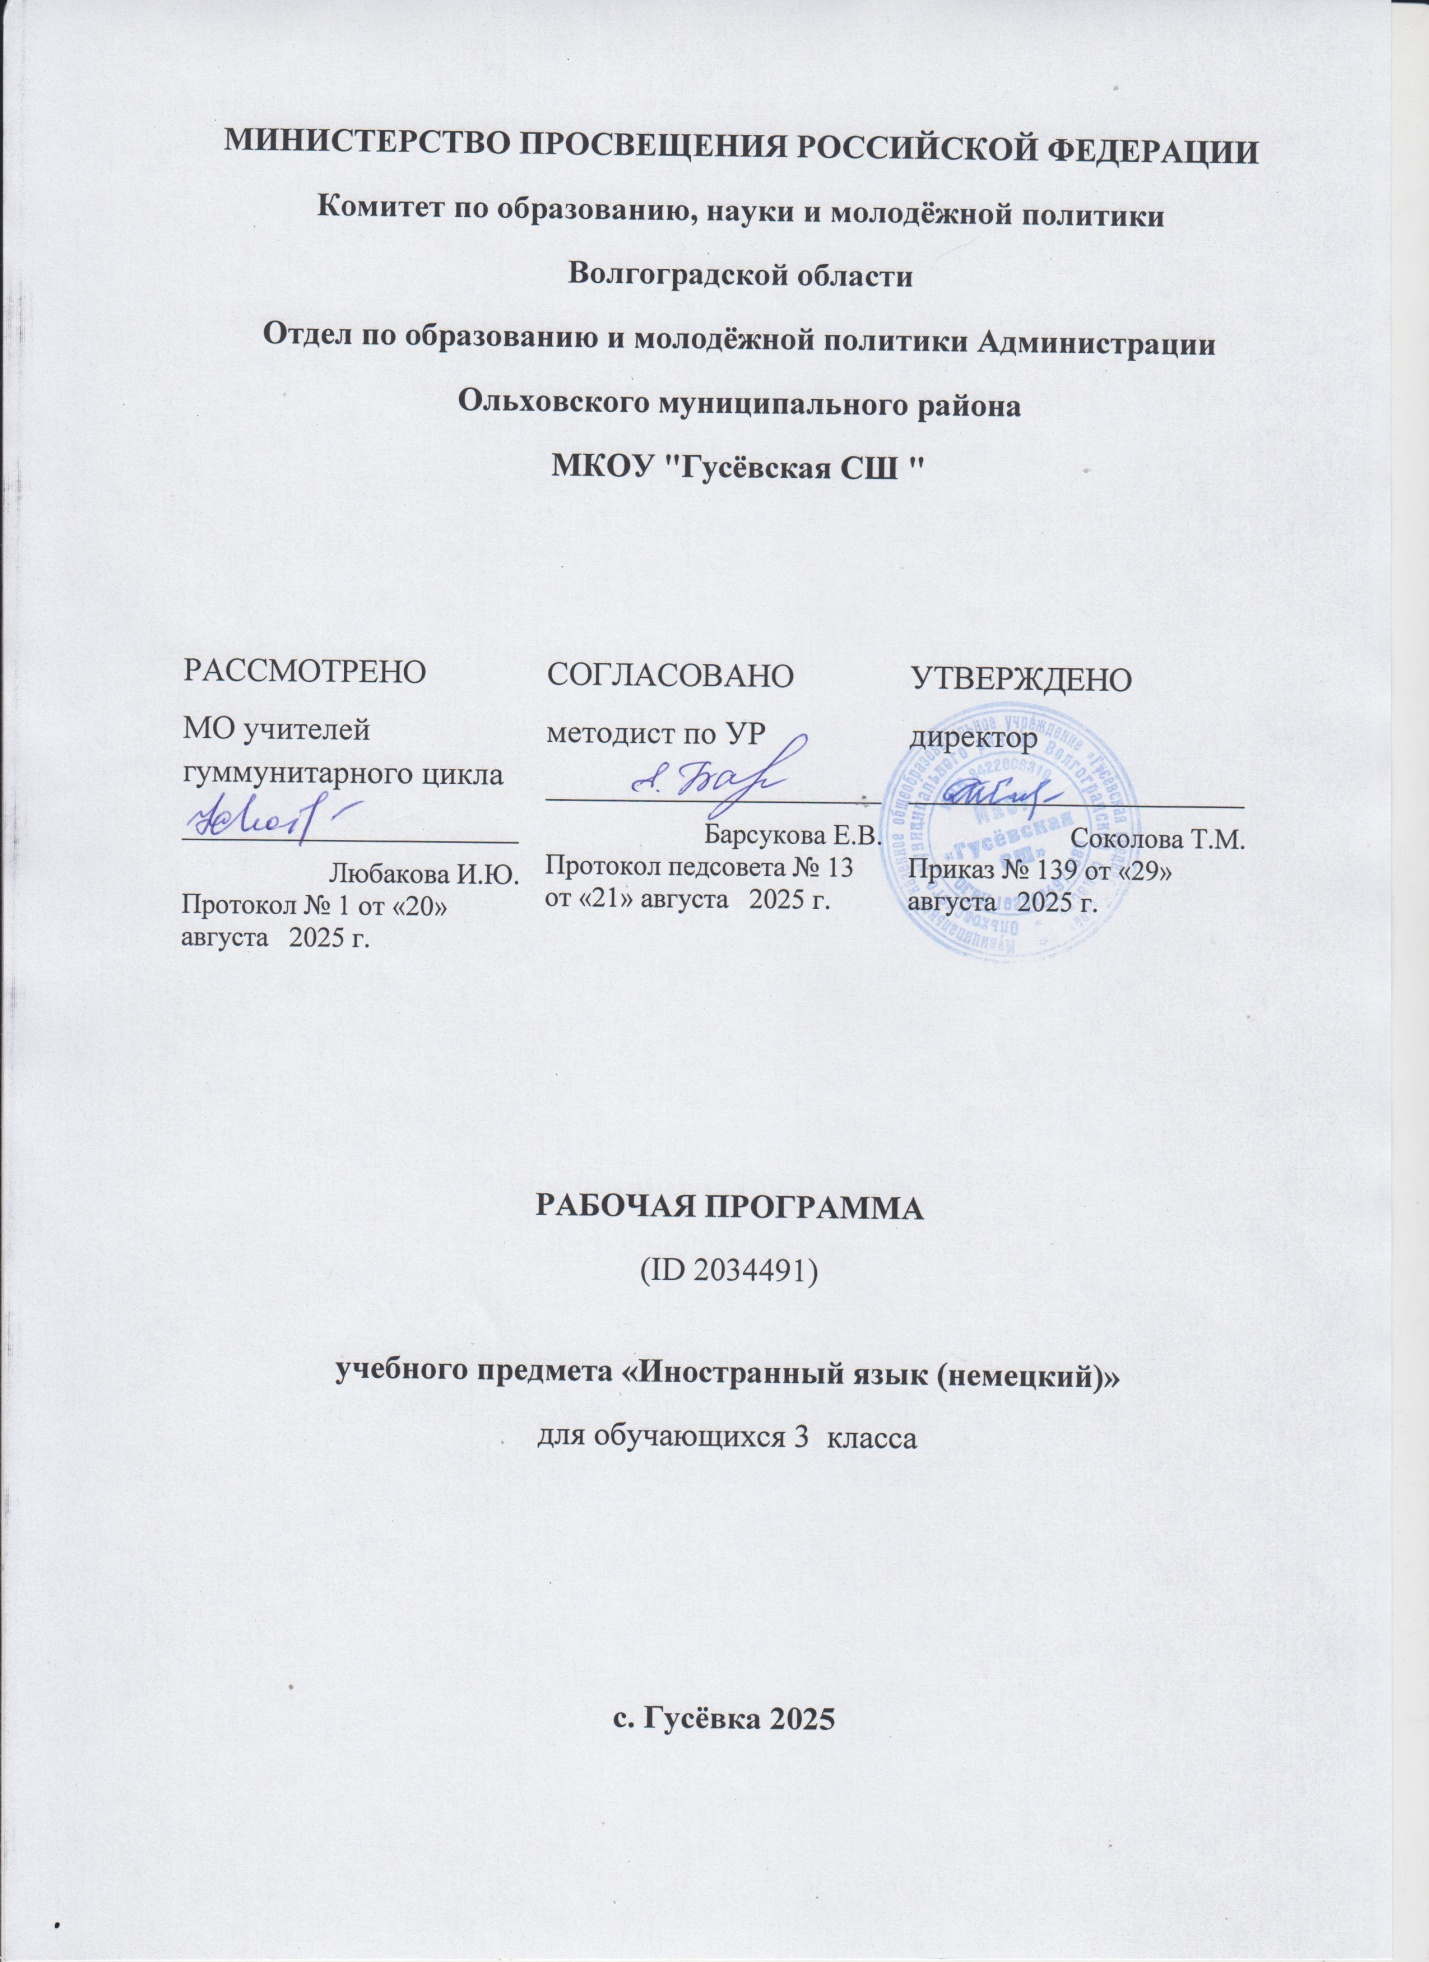 МИНИСТЕРСТВО ПРОСВЕЩЕНИЯ РОССИЙСКОЙ ФЕДЕРАЦИИ
Комитет по образованию, науки и молодёжной политики
Волгоградской области
Отдел по образованию и молодёжной политики Администрации
Ольховского муниципального района
МКОУ "Гусёвская СШ "
РАССМОТРЕНО
МО учителей
гуммунитарного цикла
Любакова И.Ю.
Протокол № 1 от «20»
августа 2025 г.
СОГЛАСОВАНО
методист по УР
Барсукова Е.В.
Протокол педсовета № 13
от «21» августа 2025 г.
УТВЕРЖДЕНО
директор
Соколова Т.М.
Приказ № 139 от «29»
августа 2025 г.
«Гусёвская
СШ»
РАБОЧАЯ ПРОГРАММА
(ID 2034491)
учебного предмета «Иностранный язык (немецкий)»
для обучающихся 3 класса
с. Гусёвка 2025